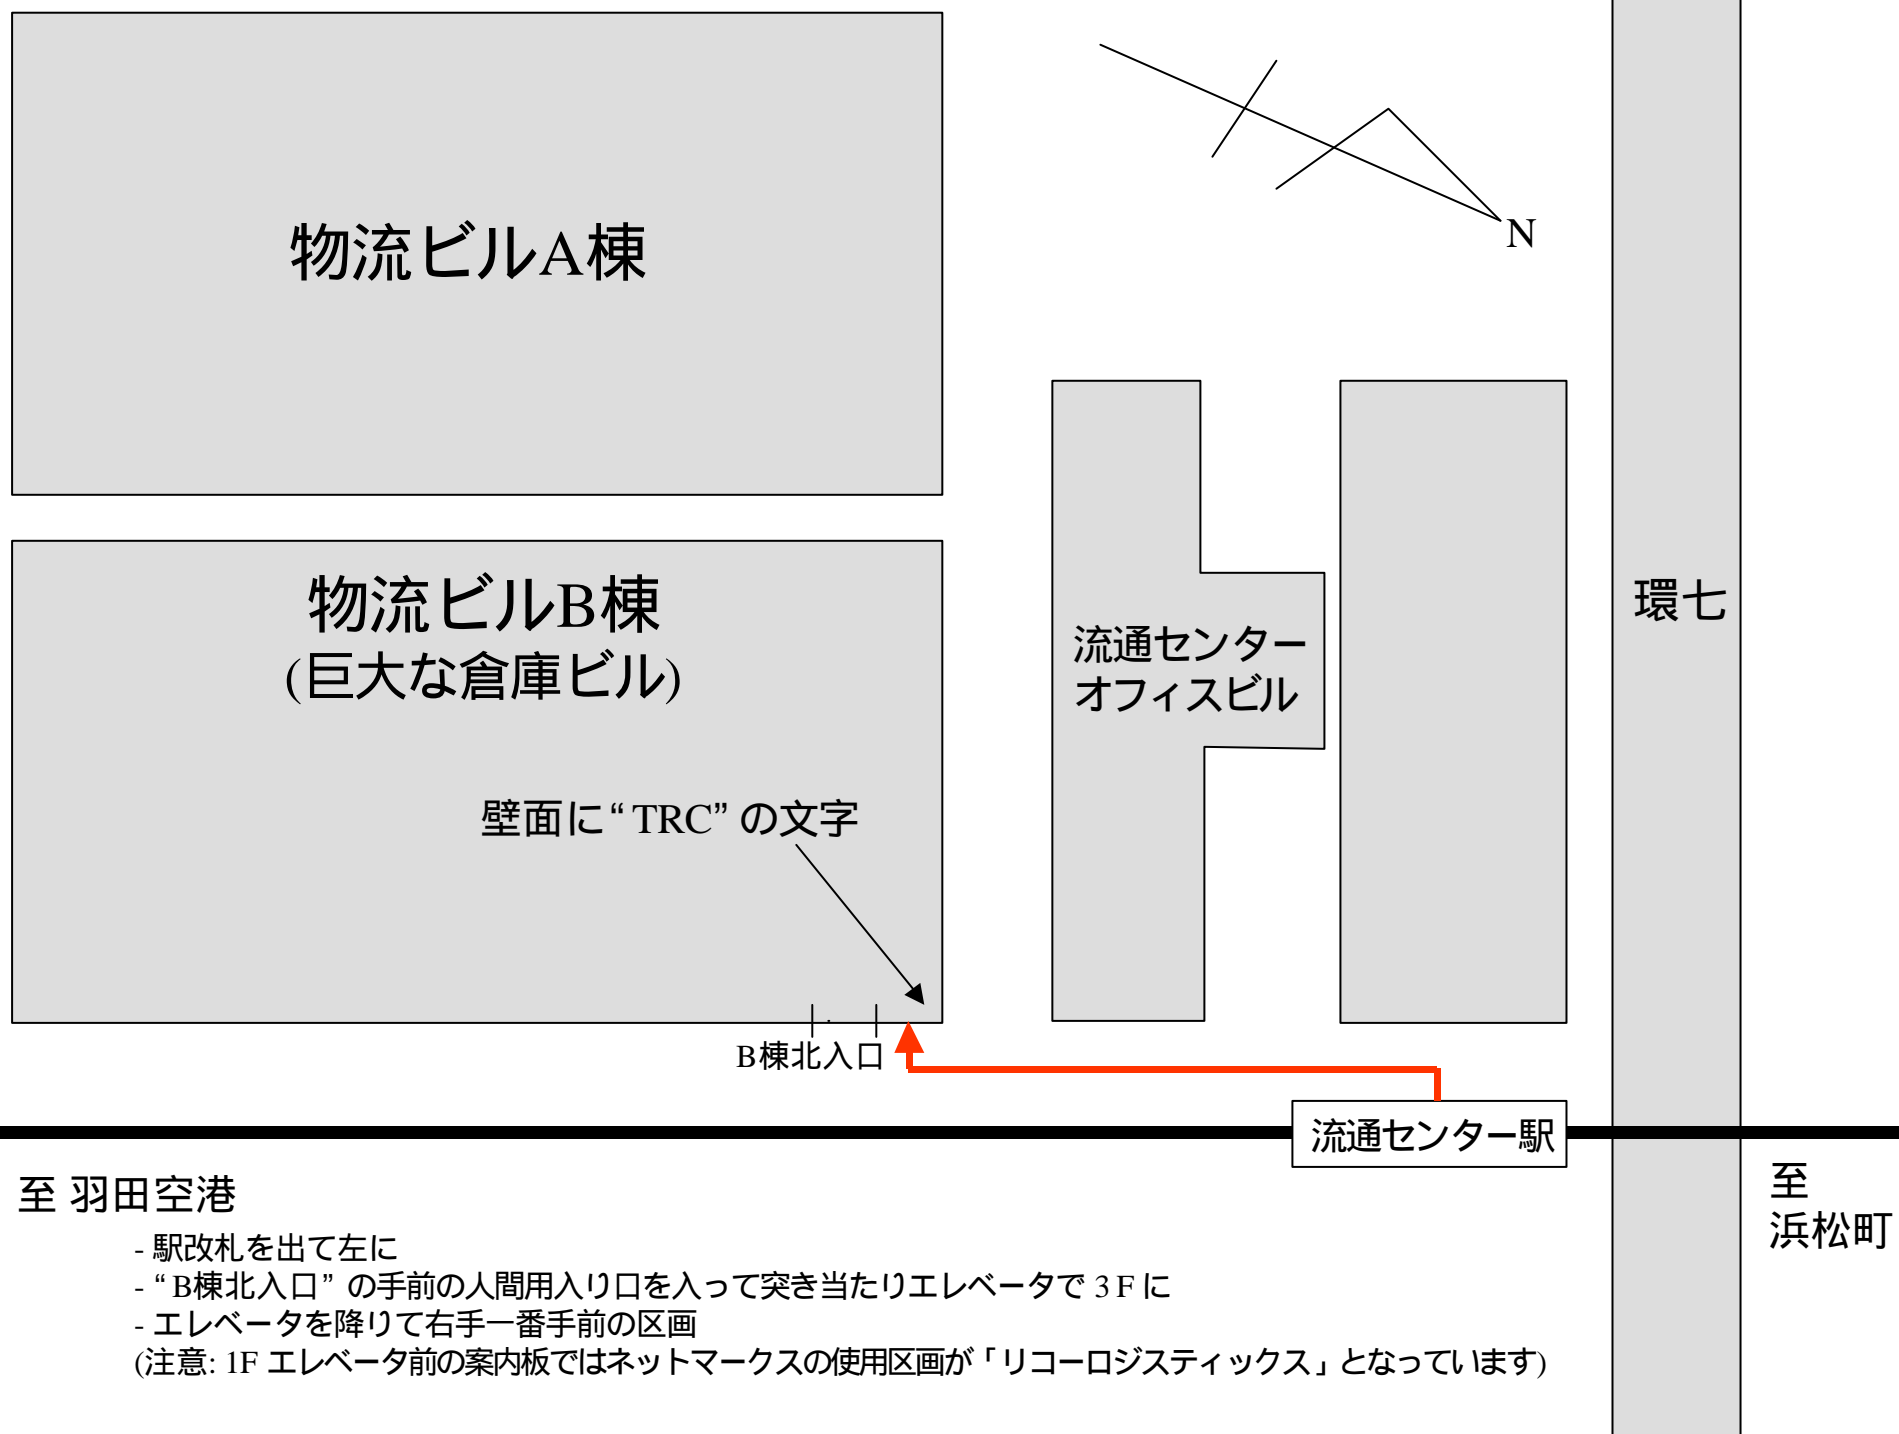 N
物流ビルA棟
物流ビルB棟
(巨大な倉庫ビル)
環七
流通センター
オフィスビル
壁面に“TRC”の文字
B棟北入口
流通センター駅
至 羽田空港
至
浜松町
- 駅改札を出て左に
- “B棟北入口”の手前の人間用入り口を入って突き当たりエレベータで 3 F に
- エレベータを降りて右手一番手前の区画
(注意: 1F エレベータ前の案内板ではネットマークスの使用区画が「リコーロジスティックス」となっています)